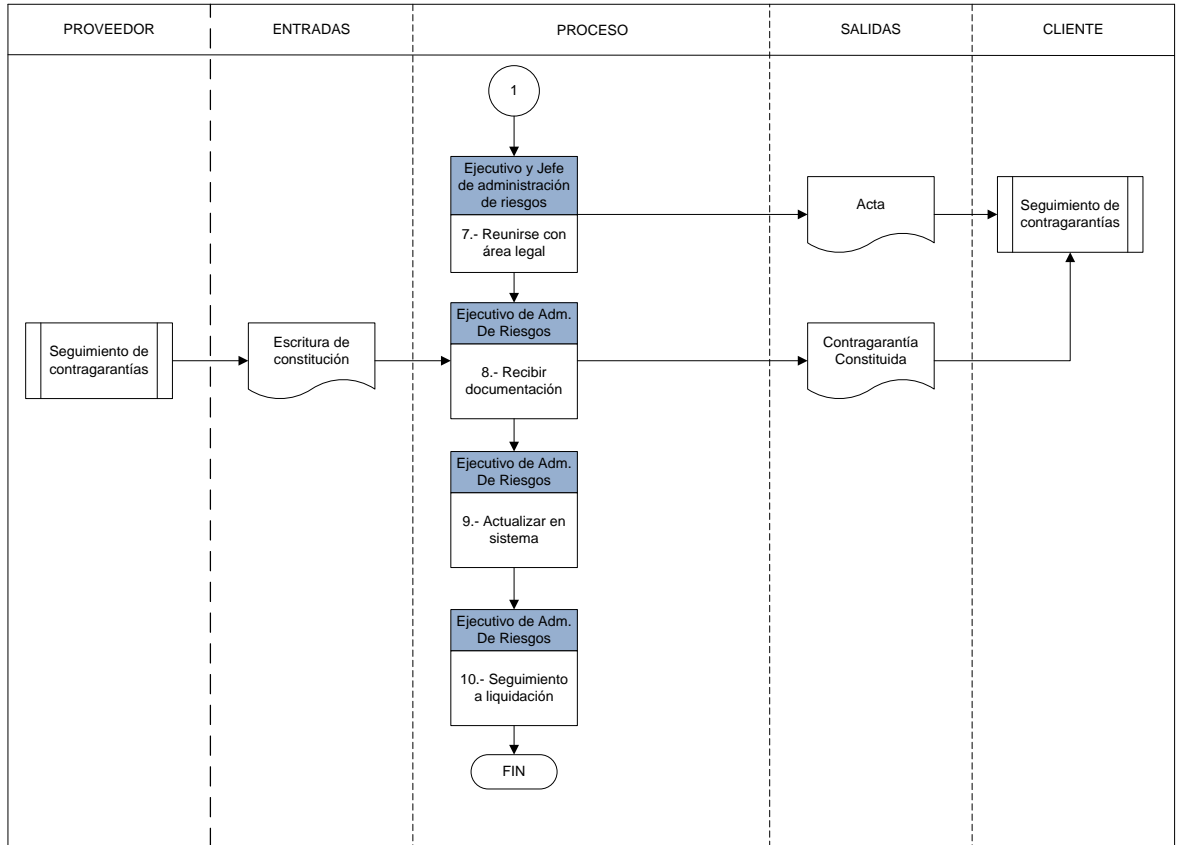 PROVEEDOR
ENTRADAS
PROCESO
SALIDAS
CLIENTE
1
Ejecutivo y Jefe
de administración
de riesgos
7.- Reunirse con
área legal
Acta
Seguimiento de
contragarantías
Seguimiento de
contragarantías
Escritura de
constitución
Ejecutivo de Adm.
De Riesgos
8.- Recibir
documentación
Contragarantía
Constituida
Ejecutivo de Adm.
De Riesgos
9.- Actualizar en
sistema
Ejecutivo de Adm.
De Riesgos
10.- Seguimiento
a liquidación
FIN